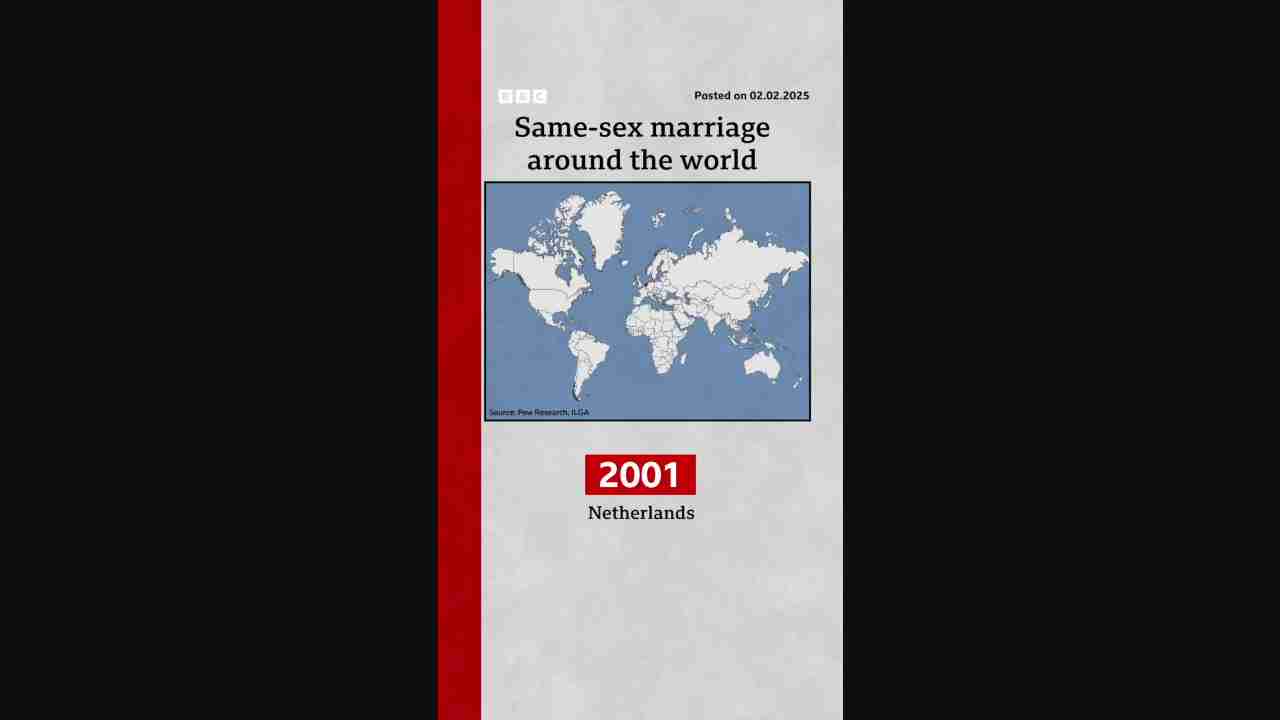 BBC
Posted on 02.02.2025
Same-sex marriage
around the world
Source: Pew Research, ILGA
2001
Netherlands